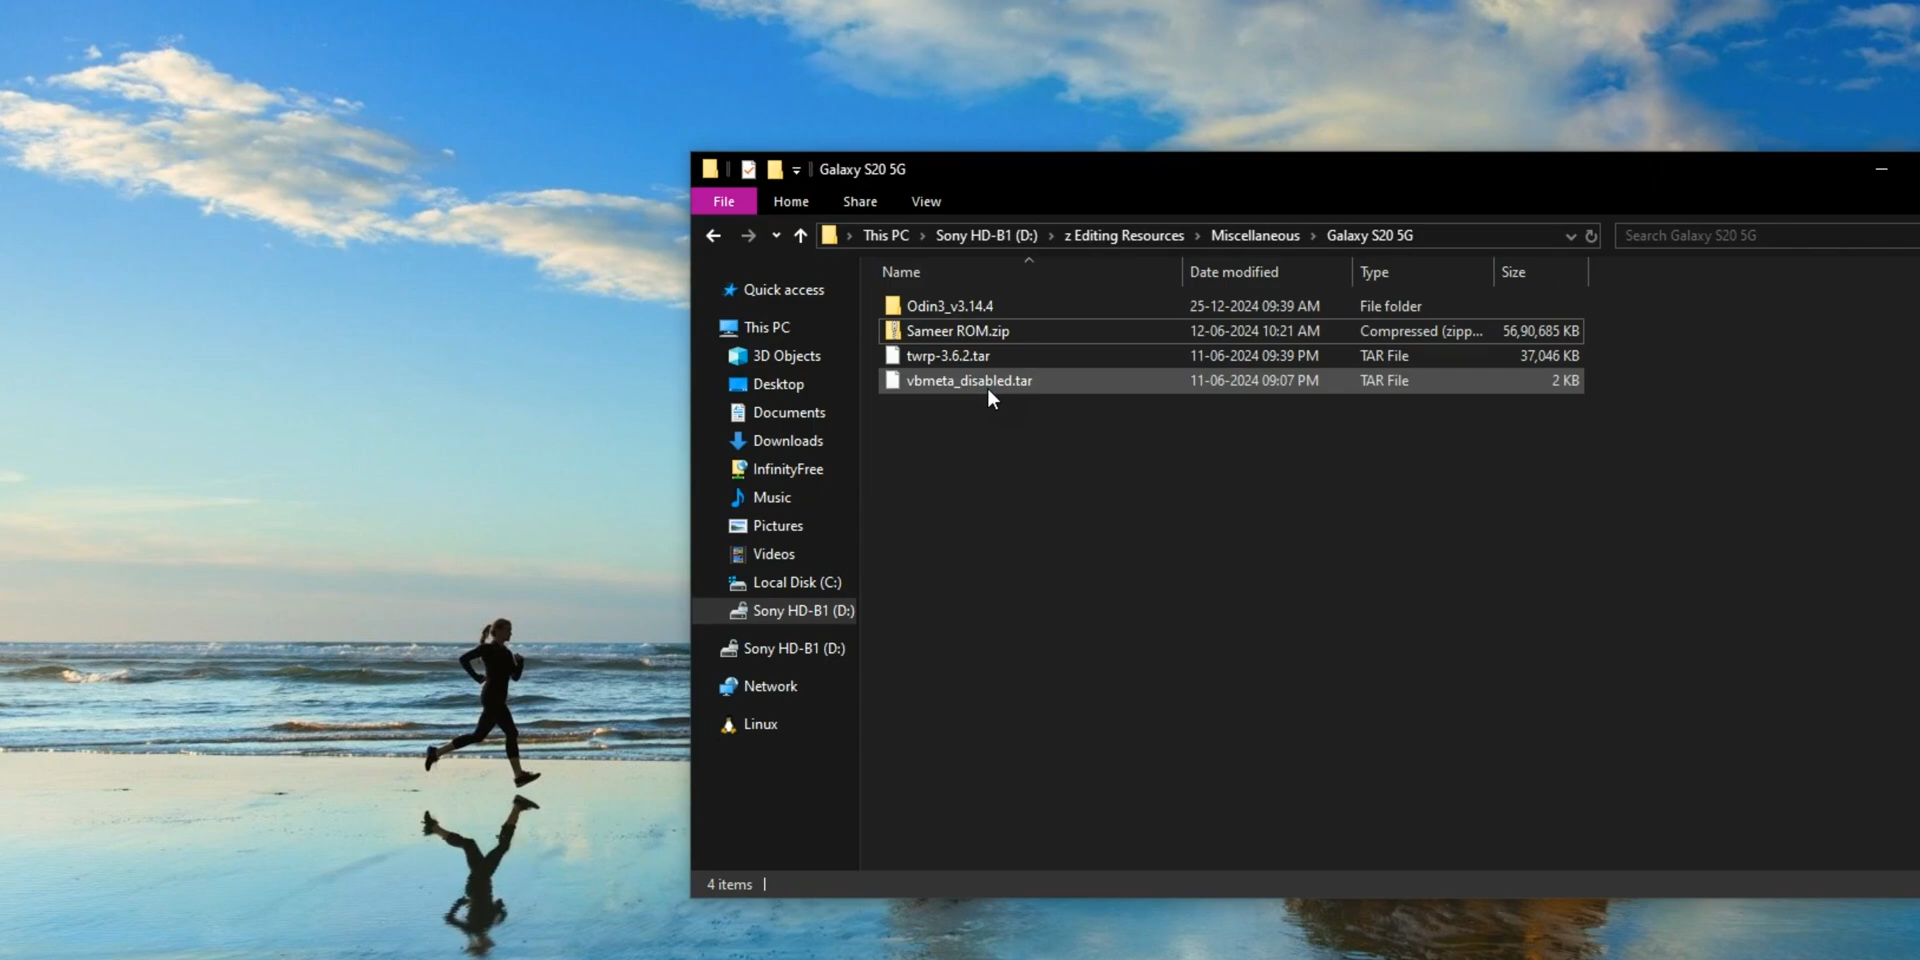 Galaxy S20 5G
File Home Share View
This PC › Sony HD-B1 (D:) › z Editing Resources › Miscellaneous › Galaxy S20 5G Search Galaxy S20 5G
Name Date modified Type Size
Quick access
This PC
3D Objects
Desktop
Documents
Downloads
InfinityFree
Music
Pictures
Videos
Local Disk (C:)
Sony HD-B1 (D:)
Sony HD-B1 (D:)
Network
Linux
Odin3_v3.14.4 25-12-2024 09:39 AM File folder
Sameer ROM.zip 12-06-2024 10:21 AM Compressed (zipp... 56,90,685 KB
twrp-3.6.2.tar 11-06-2024 09:39 PM TAR File 37,046 KB
vbmeta_disabled.tar 11-06-2024 09:07 PM TAR File 2 KB
4 items